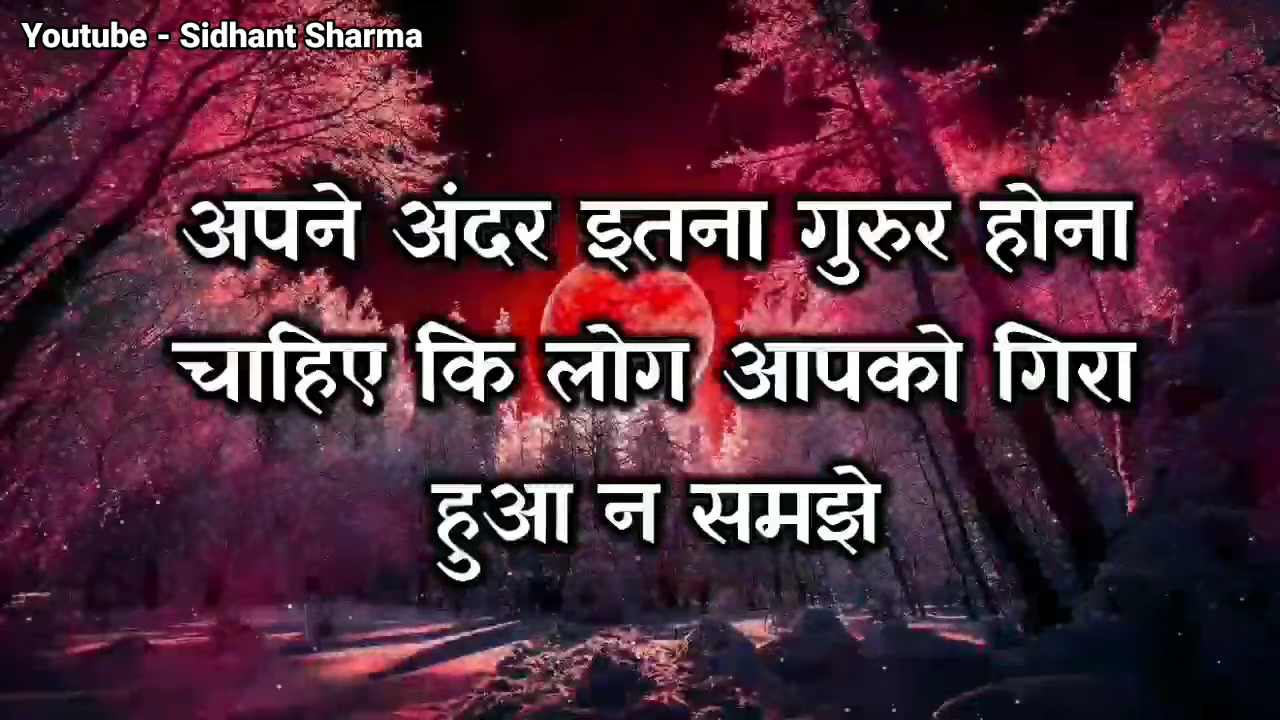 Youtube - Sidhant Sharma
अपने अंदर इतना गुरुर होना
चाहिए कि लोग आपको गिरा
हुआ न समझे